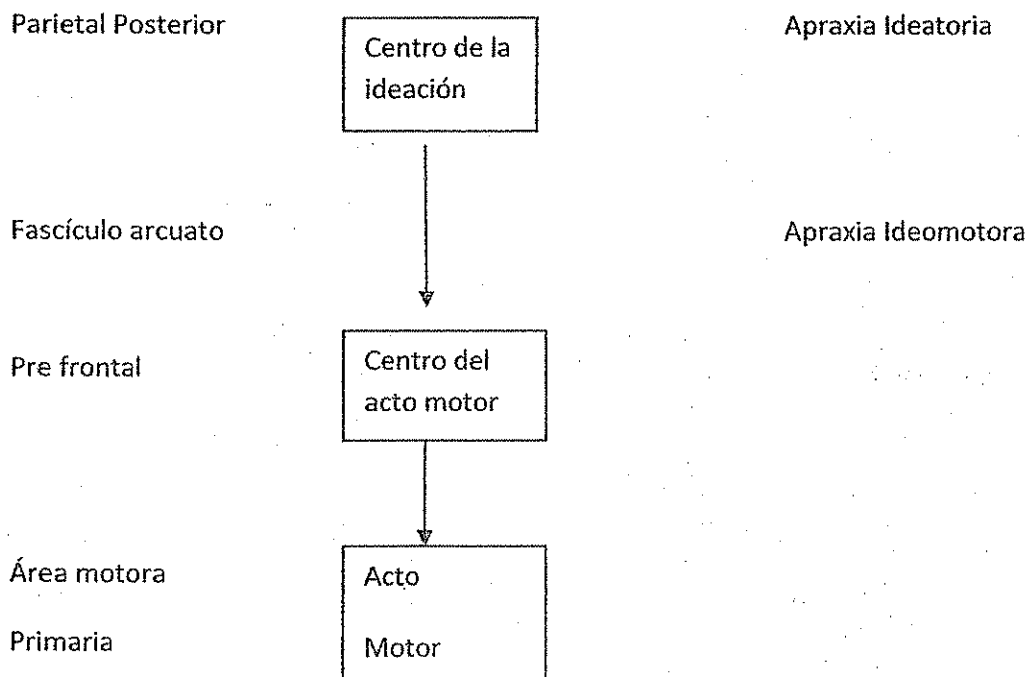 Parietal Posterior
Centro de la
ideación
Apraxia Ideatoria
Fascículo arcuato
Apraxia Ideomotora
Pre frontal
Centro del
acto motor
Área motora
Acto
Primaria
Motor